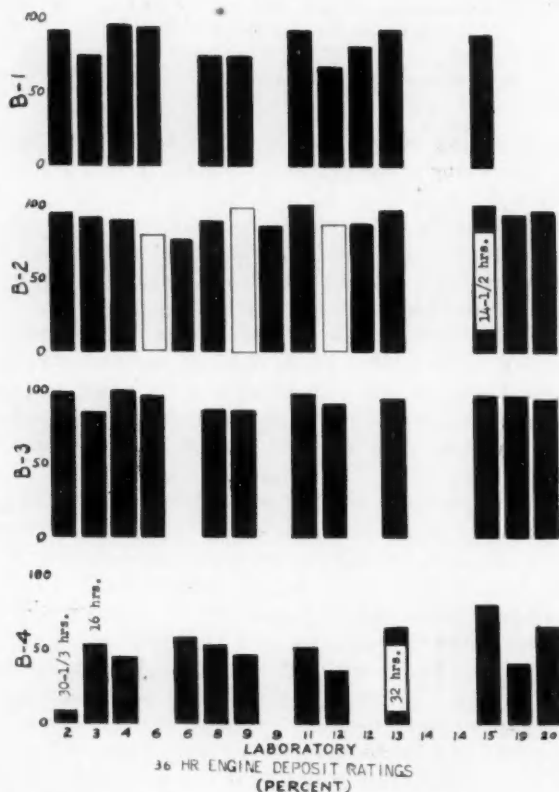 100
50
0
B-1
100
50
0
B-2
14-1/2 hrs.
100
50
0
B-3
100
50
0
B-4
30-1/3 hrs.
16 hrs.
32 hrs.
2 3 4 6 6 8 9 9 11 12 12 13 14 14 15 19 20
LABORATORY
36 HR ENGINE DEPOSIT RATINGS
(PERCENT)